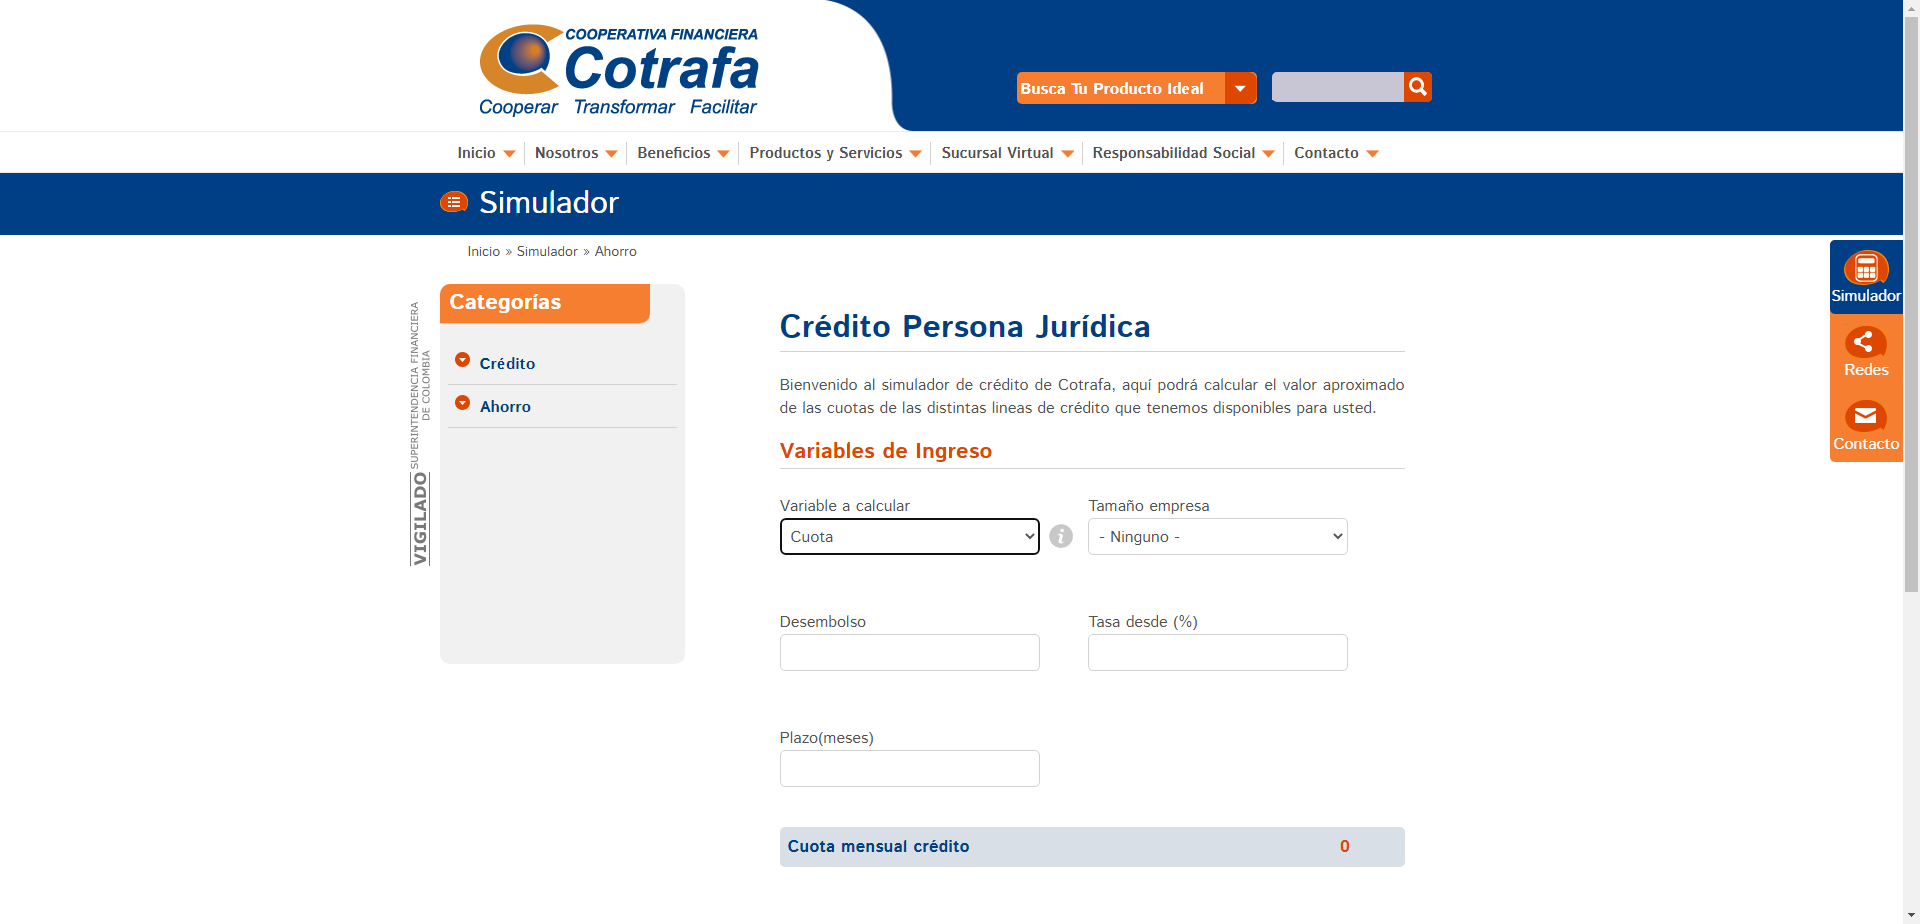 COOPERATIVA FINANCIERA
Cotrafa
Cooperar Transformar Facilitar
Busca Tu Producto Ideal
Inicio
Nosotros
Beneficios
Productos y Servicios
Sucursal Virtual
Responsabilidad Social
Contacto
Simulador
Inicio » Simulador » Ahorro
VIGILADO SUPERINTENDENCIA FINANCIERA
DE COLOMBIA
Categorías
Crédito
Ahorro
Crédito Persona Jurídica
Bienvenido al simulador de crédito de Cotrafa, aquí podrá calcular el valor aproximado
de las cuotas de las distintas lineas de crédito que tenemos disponibles para usted.
Variables de Ingreso
Variable a calcular
Cuota
Tamaño empresa
- Ninguno -
Desembolso
Tasa desde (%)
Plazo(meses)
Cuota mensual crédito 0
Simulador
Redes
Contacto